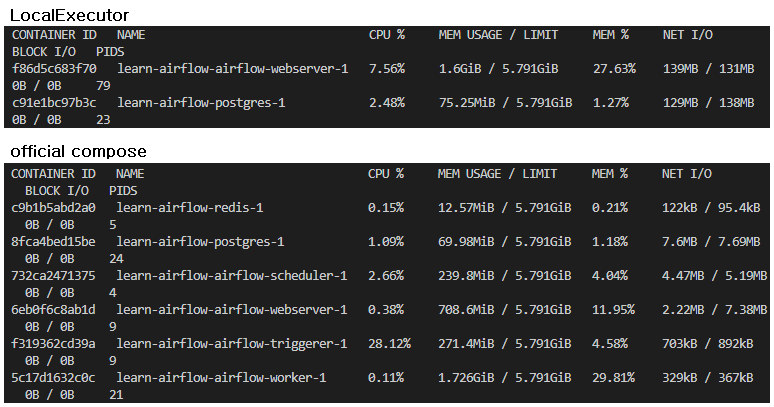 LocalExecutor
CONTAINER ID NAME CPU % MEM USAGE / LIMIT MEM % NET I/O
BLOCK I/O PIDS
f86d5c683f70 learn-airflow-airflow-webserver-1 7.56% 1.6GiB / 5.791GiB 27.63% 139MB / 131MB
0B / 0B 79
c91e1bc97b3c learn-airflow-postgres-1 2.48% 75.25MiB / 5.791GiB 1.27% 129MB / 138MB
0B / 0B 23
official compose
CONTAINER ID NAME CPU % MEM USAGE / LIMIT MEM % NET I/O
BLOCK I/O PIDS
c9b1b5abd2a0 learn-airflow-redis-1 0.15% 12.57MiB / 5.791GiB 0.21% 122kB / 95.4kB
0B / 0B 5
8fca4bed15be learn-airflow-postgres-1 1.09% 69.98MiB / 5.791GiB 1.18% 7.6MB / 7.69MB
0B / 0B 24
732ca2471375 learn-airflow-airflow-scheduler-1 2.66% 239.8MiB / 5.791GiB 4.04% 4.47MB / 5.19MB
0B / 0B 4
6eb0f6c8ab1d learn-airflow-airflow-webserver-1 0.38% 708.6MiB / 5.791GiB 11.95% 2.22MB / 7.38MB
0B / 0B 9
f319362cd39a learn-airflow-airflow-triggerer-1 28.12% 271.4MiB / 5.791GiB 4.58% 703kB / 892kB
0B / 0B 9
5c17d1632c0c learn-airflow-airflow-worker-1 0.11% 1.726GiB / 5.791GiB 29.81% 329kB / 367kB
0B / 0B 21